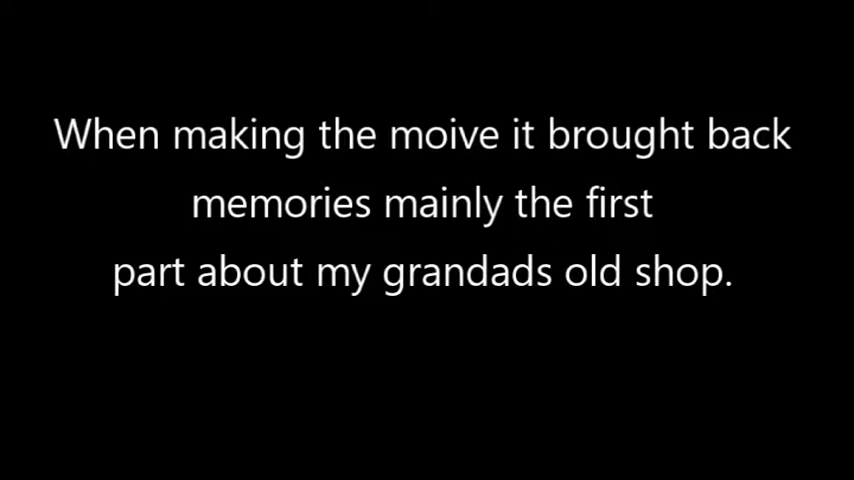 When making the moive it brought back
memories mainly the first
part about my grandads old shop.